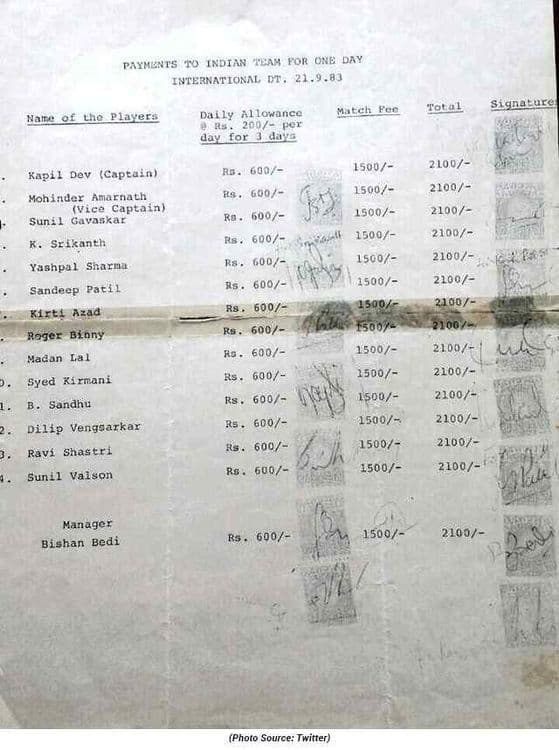 PAYMENTS TO INDIAN TEAM FOR ONE DAY
INTERNATIONAL DT. 21.9.83
Name of the Players Daily Allowance @ Rs. 200/- per day for 3 days Match Fee Total Signature
. Kapil Dev (Captain) Rs. 600/- 1500/- 2100/-
. Mohinder Amarnath Rs. 600/- 1500/- 2100/-
(Vice Captain)
. Sunil Gavaskar Rs. 600/- 1500/- 2100/-
. K. Srikanth Rs. 600/- 1500/- 2100/-
. Yashpal Sharma Rs. 600/- 1500/- 2100/-
. Sandeep Patil Rs. 600/- 1500/- 2100/-
. Kirti Azad Rs. 600/- 1500/- 2100/-
. Roger Binny Rs. 600/- 1500/- 2100/-
. Madan Lal Rs. 600/- 1500/- 2100/-
0. Syed Kirmani Rs. 600/- 1500/- 2100/-
1. B. Sandhu Rs. 600/- 1500/- 2100/-
2. Dilip Vengsarkar Rs. 600/- 1500/- 2100/-
3. Ravi Shastri Rs. 600/- 1500/- 2100/-
4. Sunil Valson Rs. 600/- 1500/- 2100/-
Manager
Bishan Bedi Rs. 600/- 1500/- 2100/-
(Photo Source: Twitter)